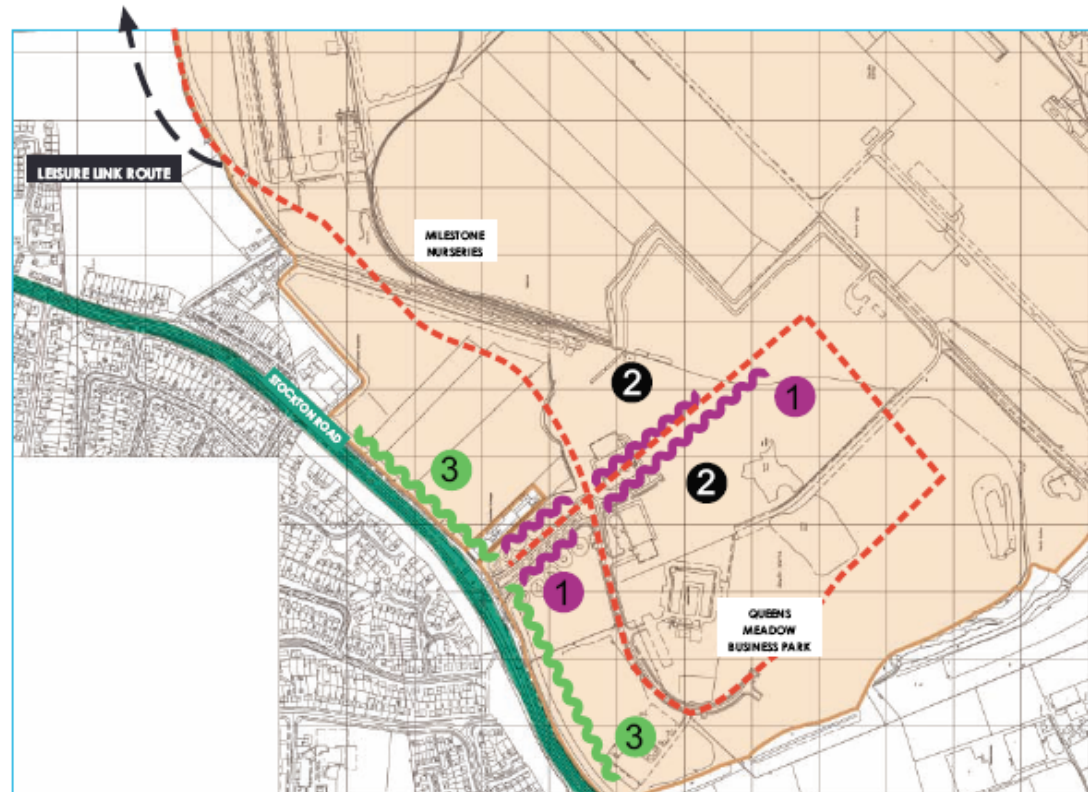 LEISURE LINK ROUTE
MILESTONE
NURSERIES
STOCKTON ROAD
2
1
3
2
1
QUEENS
MEADOW
BUSINESS PARK
3